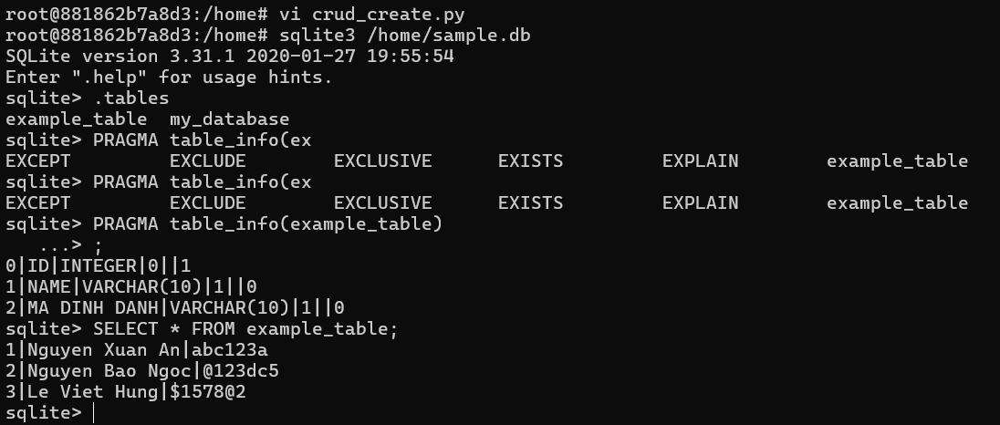 root@881862b7a8d3:/home# vi crud_create.py
root@881862b7a8d3:/home# sqlite3 /home/sample.db
SQLite version 3.31.1 2020-01-27 19:55:54
Enter ".help" for usage hints.
sqlite> .tables
example_table  my_database
sqlite> PRAGMA table_info(ex
EXCEPT         EXCLUDE        EXCLUSIVE      EXISTS         EXPLAIN        example_table
sqlite> PRAGMA table_info(ex
EXCEPT         EXCLUDE        EXCLUSIVE      EXISTS         EXPLAIN        example_table
sqlite> PRAGMA table_info(example_table)
   ...> ;
0|ID|INTEGER|0||1
1|NAME|VARCHAR(10)|1||0
2|MA DINH DANH|VARCHAR(10)|1||0
sqlite> SELECT * FROM example_table;
1|Nguyen Xuan An|abc123a
2|Nguyen Bao Ngoc|@123dc5
3|Le Viet Hung|$1578@2
sqlite>